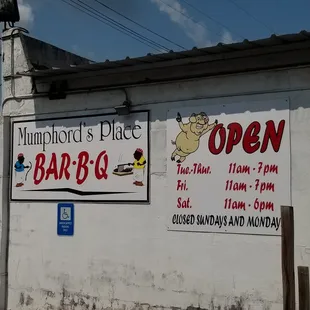 Mumphord's Place
BAR·B·Q
OPEN
Tue.-Thur. 11am - 7pm
Fri. 11am - 7pm
Sat. 11am - 6pm
CLOSED SUNDAYS AND MONDAY